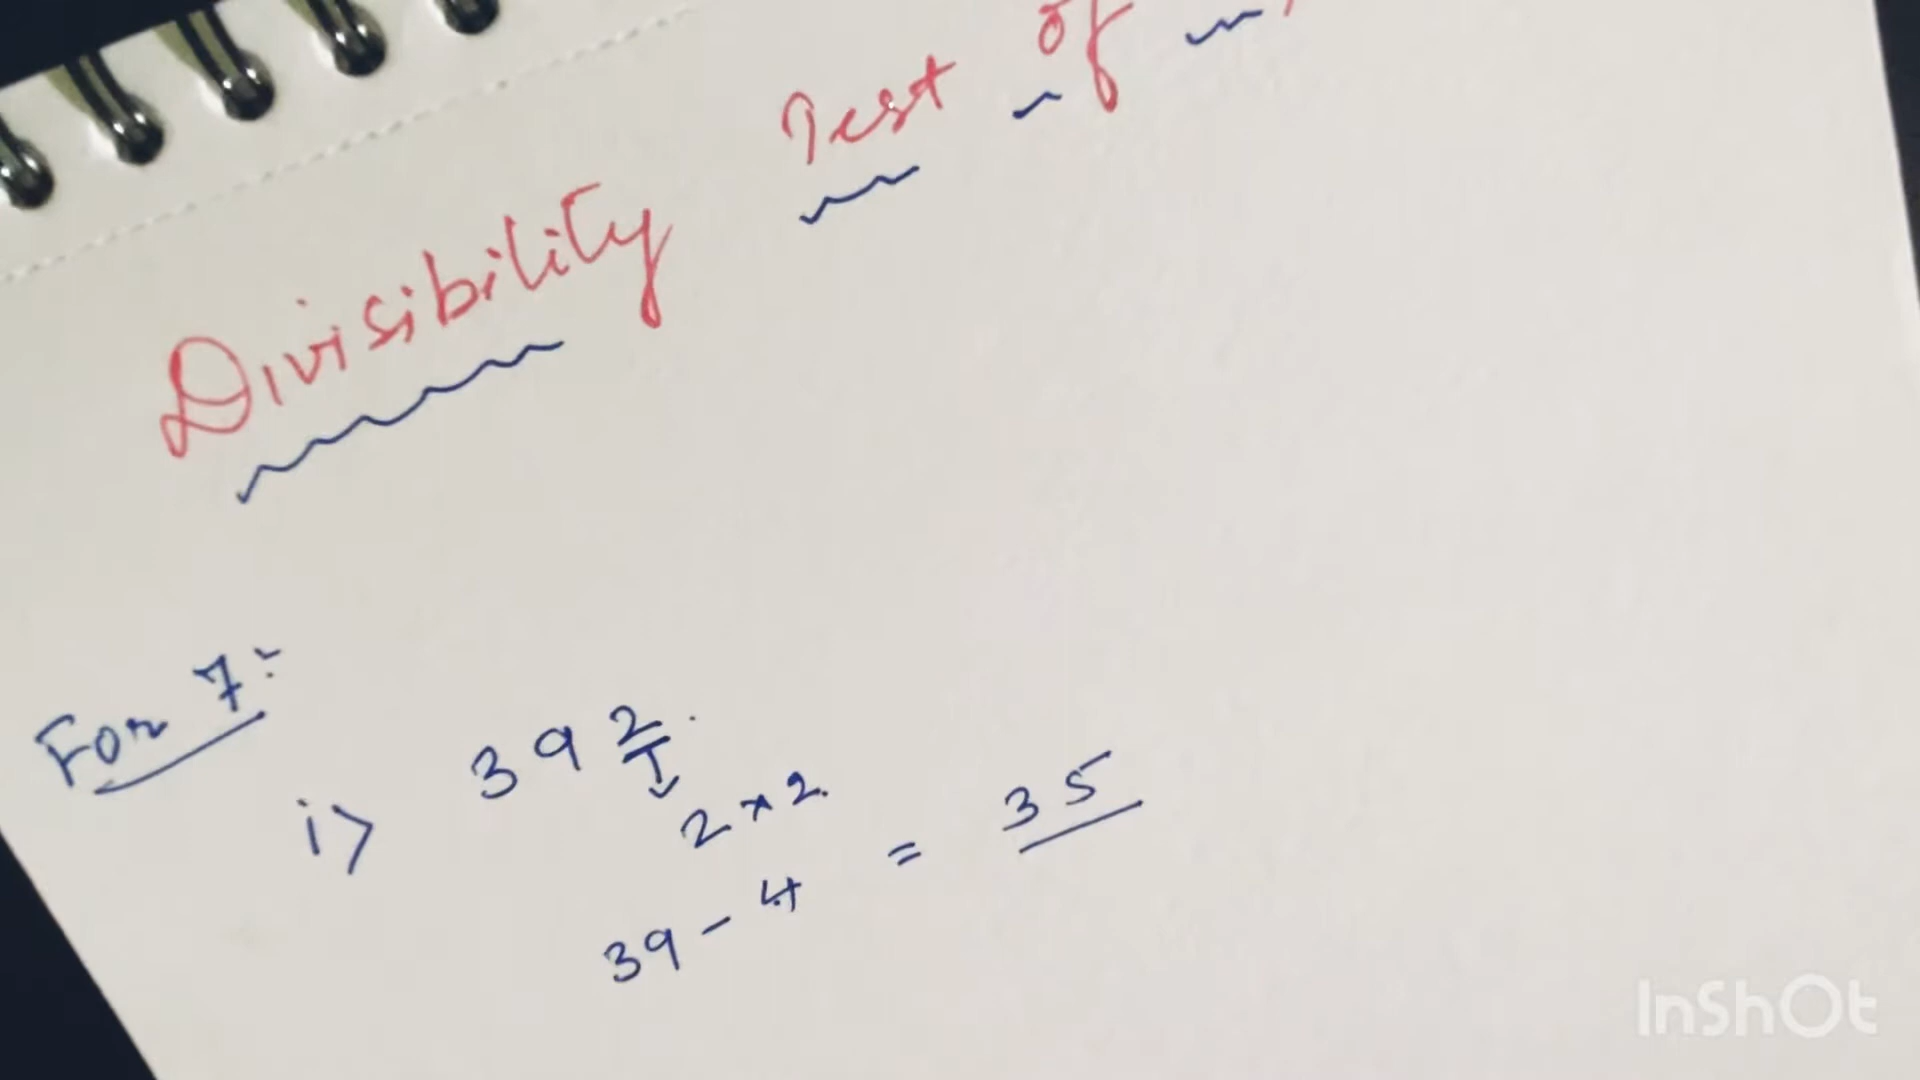 Divisibility Test of
For 7:-
i> 392.
2×2.
39-4 = 35
InShOt